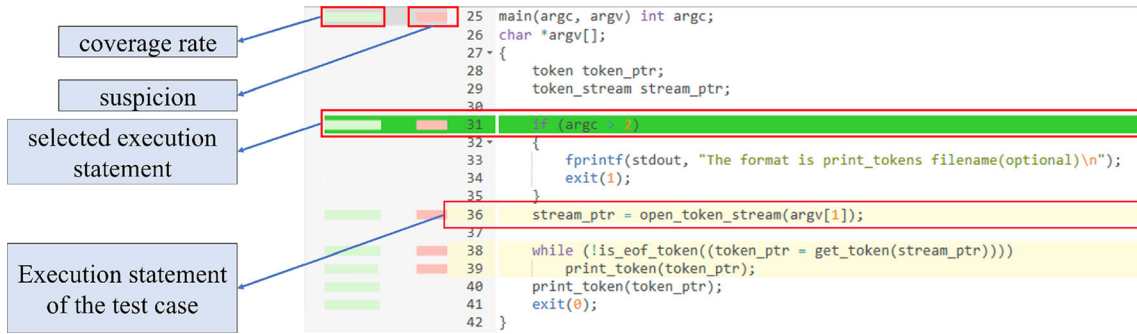 coverage rate
suspicion
selected execution
statement
Execution statement
of the test case
25 main(argc, argv) int argc;
26 char *argv[];
27 {
28 token token_ptr;
29 token_stream stream_ptr;
30
31 if (argc > 2)
32 {
33 fprintf(stdout, "The format is print_tokens filename(optional)\n");
34 exit(1);
35 }
36 stream_ptr = open_token_stream(argv[1]);
37
38 while (!is_eof_token((token_ptr = get_token(stream_ptr))))
39 print_token(token_ptr);
40 print_token(token_ptr);
41 exit(0);
42 }